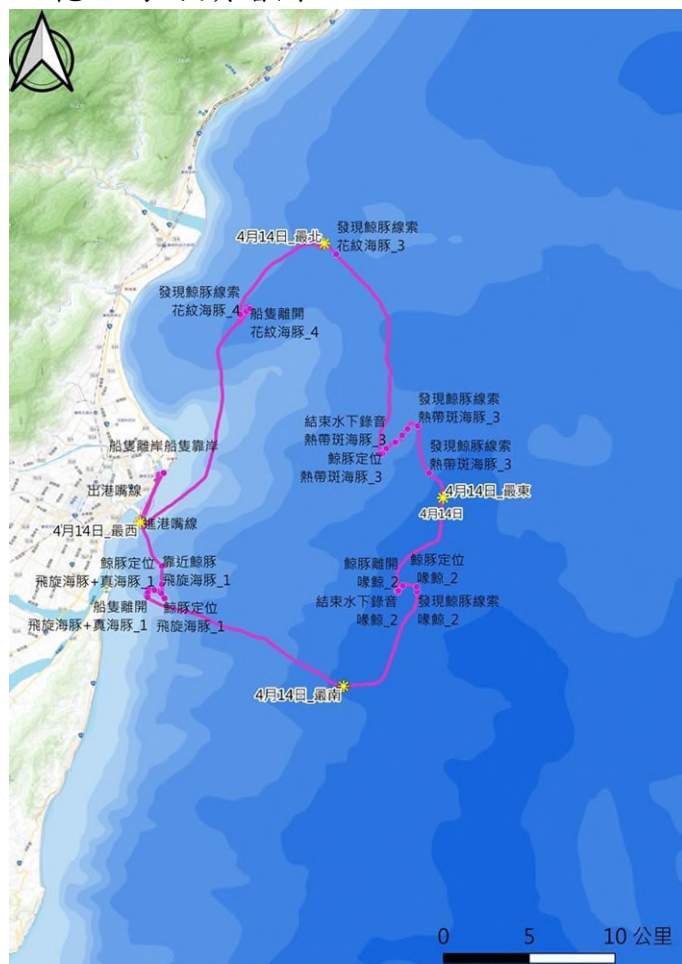 4月14日_最北
發現鯨豚線索
花紋海豚_3
發現鯨豚線索
花紋海豚_4
船隻離開
花紋海豚_4
發現鯨豚線索
熱帶斑海豚_3
結束水下錄音
熱帶斑海豚_3
鯨豚定位
熱帶斑海豚_3
發現鯨豚線索
熱帶斑海豚_3
船隻離岸
船隻靠岸
出港嘴線
4月14日_最東
4月14日
4月14日_最西
進港嘴線
鯨豚定位
飛旋海豚+真海豚_1
靠近鯨豚
飛旋海豚_1
船隻離開
飛旋海豚+真海豚_1
鯨豚定位
飛旋海豚_1
鯨豚離開
喙鯨_2
鯨豚定位
喙鯨_2
結束水下錄音
喙鯨_2
發現鯨豚線索
喙鯨_2
4月14日_最南
0 5 10 公里